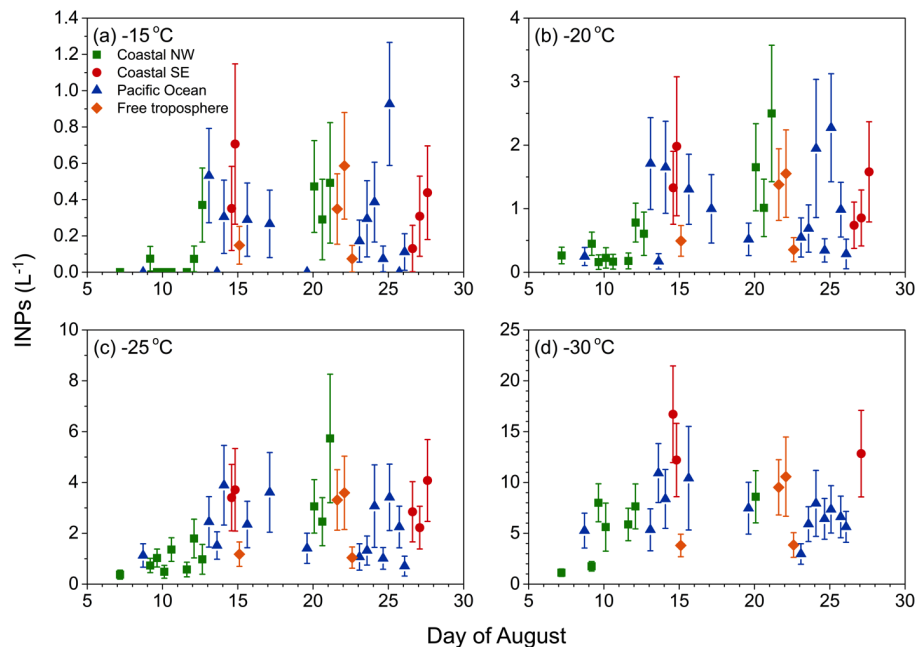 (a) -15 °C
Coastal NW
Coastal SE
Pacific Ocean
Free troposphere
1.4
1.2
1.0
0.8
0.6
0.4
0.2
0.0
5 10 15 20 25 30
(b) -20 °C
4
3
2
1
0
5 10 15 20 25 30
INPs (L⁻¹)
(c) -25 °C
10
8
6
4
2
0
5 10 15 20 25 30
(d) -30 °C
25
20
15
10
5
0
5 10 15 20 25 30
Day of August